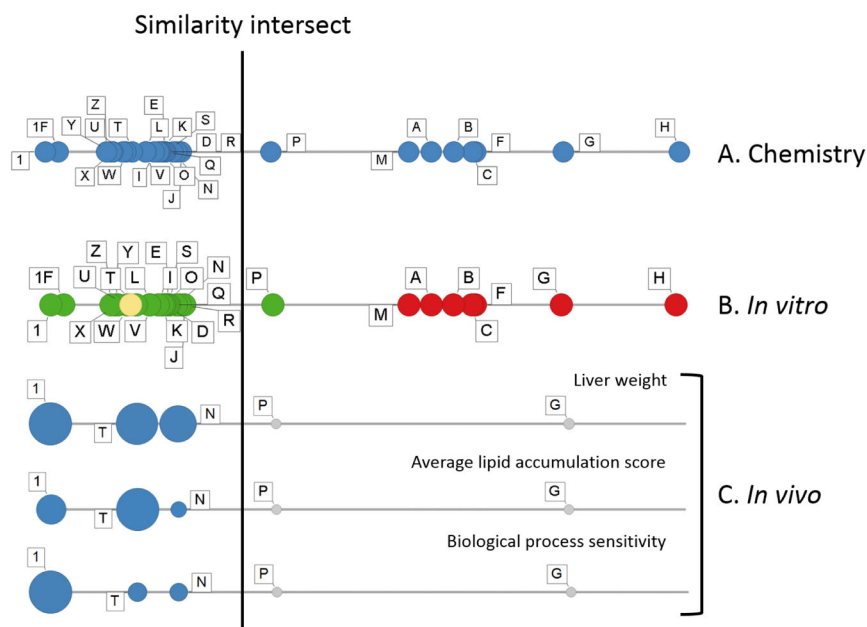 Similarity intersect
Z E
1F Y U T L K S
D R P A B F G H
1 M
X W I V O Q C
J N
A. Chemistry
Z Y E S
1F U T L I O N P A B G H
Q F
1 X W V K D R M C
J
B. In vitro
Liver weight
1 T N P G
Average lipid accumulation score
1 T N P G
C. In vivo
Biological process sensitivity
1 T N P G